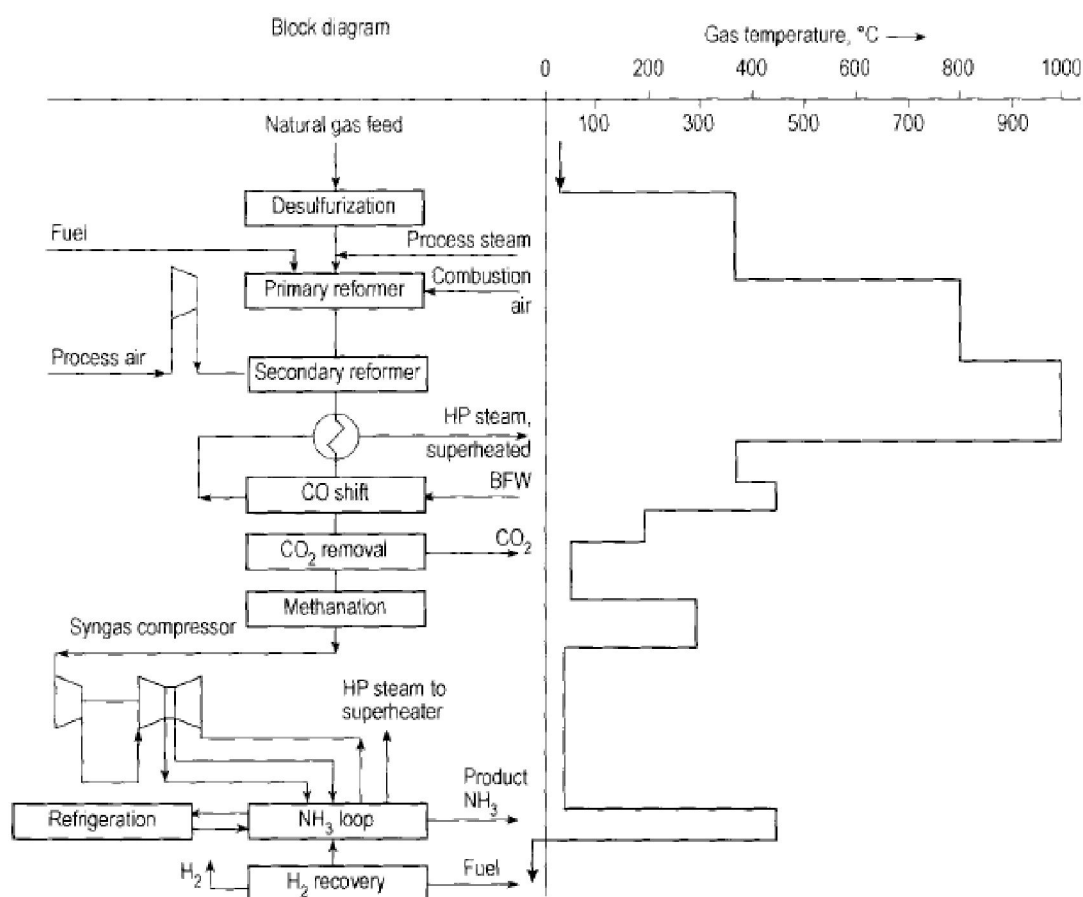 Block diagram
Gas temperature, °C
0 200 400 600 800 1000
100 300 500 700 900
Natural gas feed
Desulfurization
Fuel
Process steam
Primary reformer
Combustion
air
Process air
Secondary reformer
HP steam,
superheated
BFW
CO shift
CO2
CO2 removal
Methanation
Syngas compressor
HP steam to
superheater
Product
NH3
Refrigeration
NH3 loop
H2
H2 recovery
Fuel